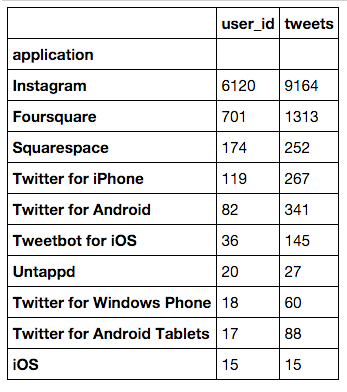 user_id tweets
application
Instagram 6120 9164
Foursquare 701 1313
Squarespace 174 252
Twitter for iPhone 119 267
Twitter for Android 82 341
Tweetbot for iOS 36 145
Untappd 20 27
Twitter for Windows Phone 18 60
Twitter for Android Tablets 17 88
iOS 15 15